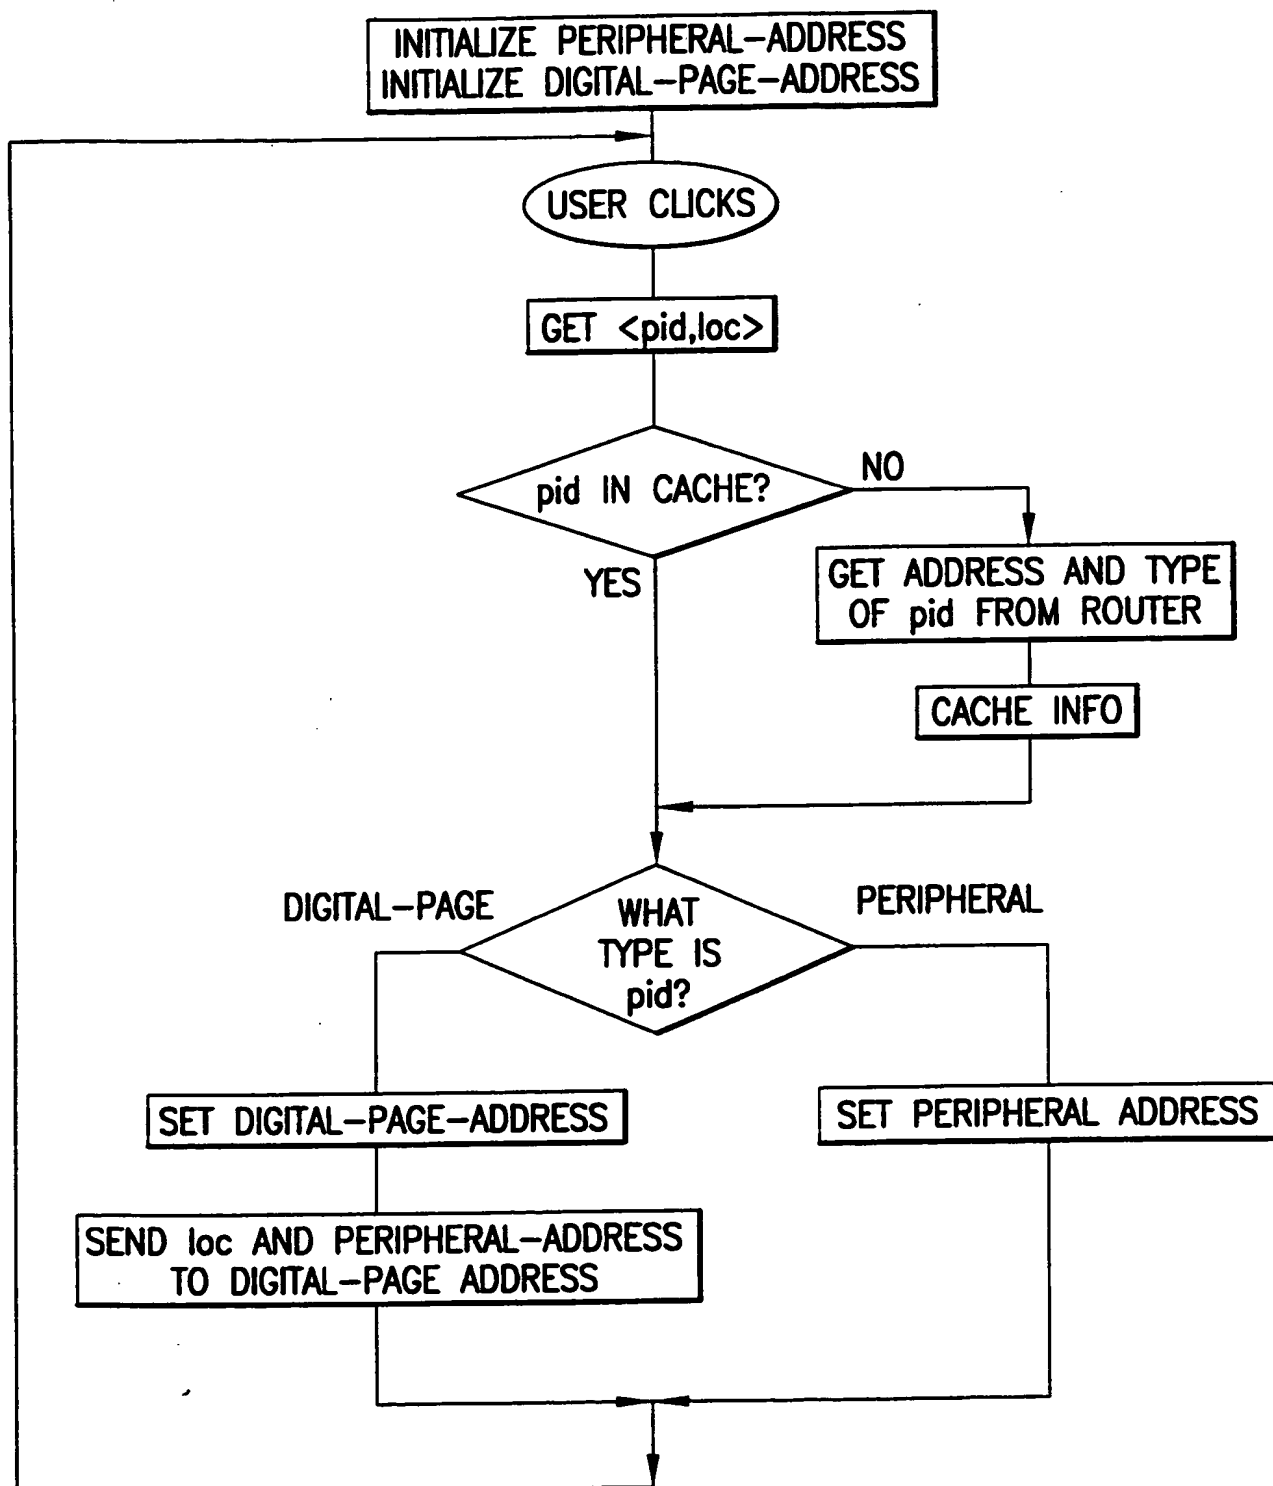 INITIALIZE PERIPHERAL-ADDRESS
INITIALIZE DIGITAL-PAGE-ADDRESS
USER CLICKS
GET <pid,loc>
pid IN CACHE?
NO
YES
GET ADDRESS AND TYPE
OF pid FROM ROUTER
CACHE INFO
DIGITAL-PAGE
WHAT
TYPE IS
pid?
PERIPHERAL
SET DIGITAL-PAGE-ADDRESS
SET PERIPHERAL ADDRESS
SEND loc AND PERIPHERAL-ADDRESS
TO DIGITAL-PAGE ADDRESS